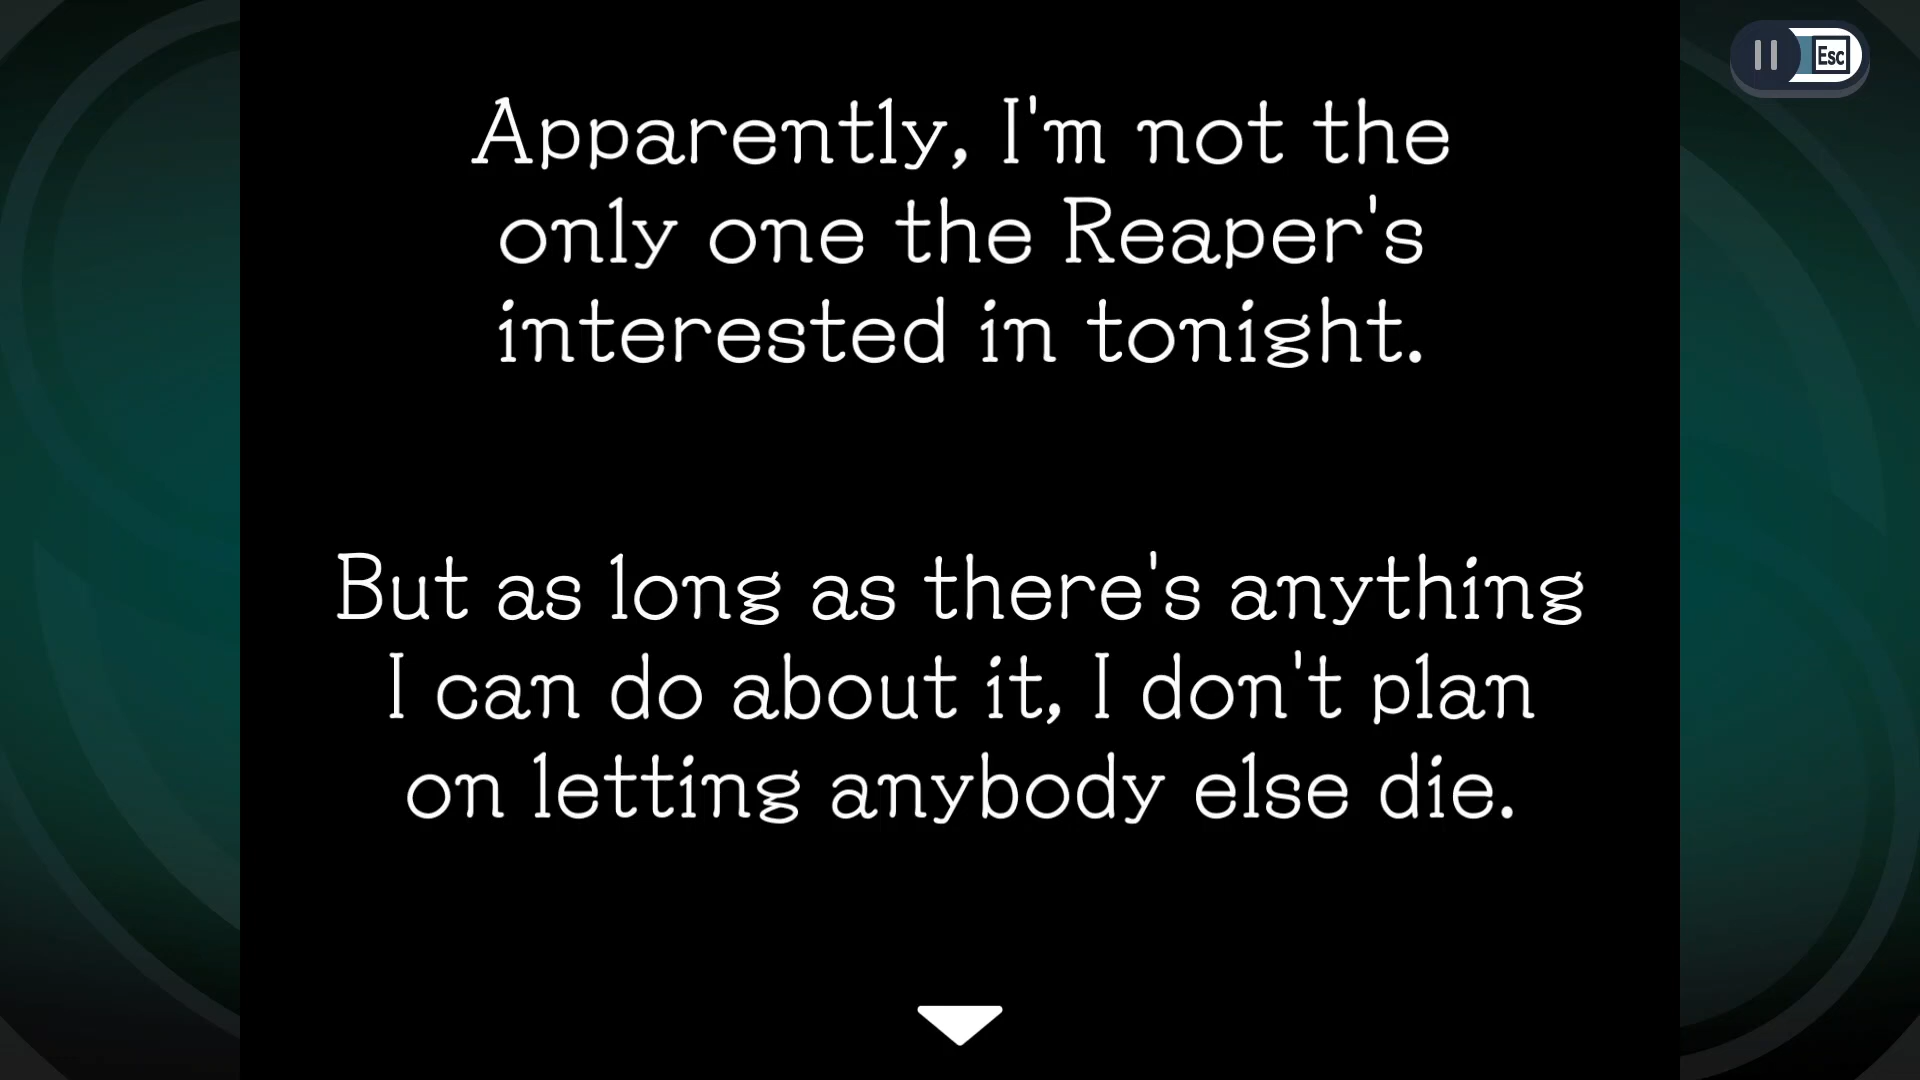 Esc
Apparently, I'm not the
only one the Reaper's
interested in tonight.
But as long as there's anything
I can do about it, I don't plan
on letting anybody else die.